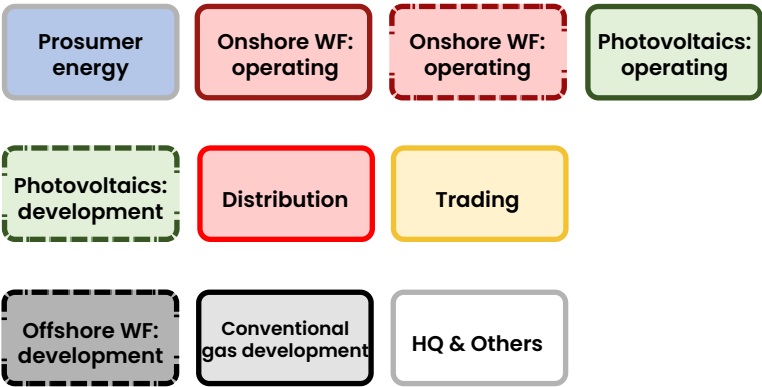 Prosumer
energy
Onshore WF:
operating
Onshore WF:
operating
Photovoltaics:
operating
Photovoltaics:
development
Distribution
Trading
Offshore WF:
development
Conventional
gas development
HQ & Others